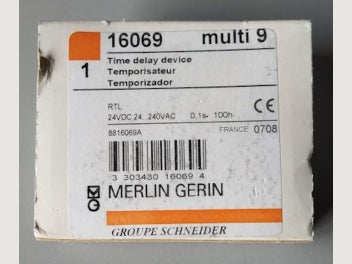 16069 multi 9
1
Time delay device
Temporisateur
Temporizador
RTL
24VDC 24...240VAC 0,1s- 100h
CE
8816069A
FRANCE 0708
3 303430 16069 4
MERLIN GERIN
GROUPE SCHNEIDER